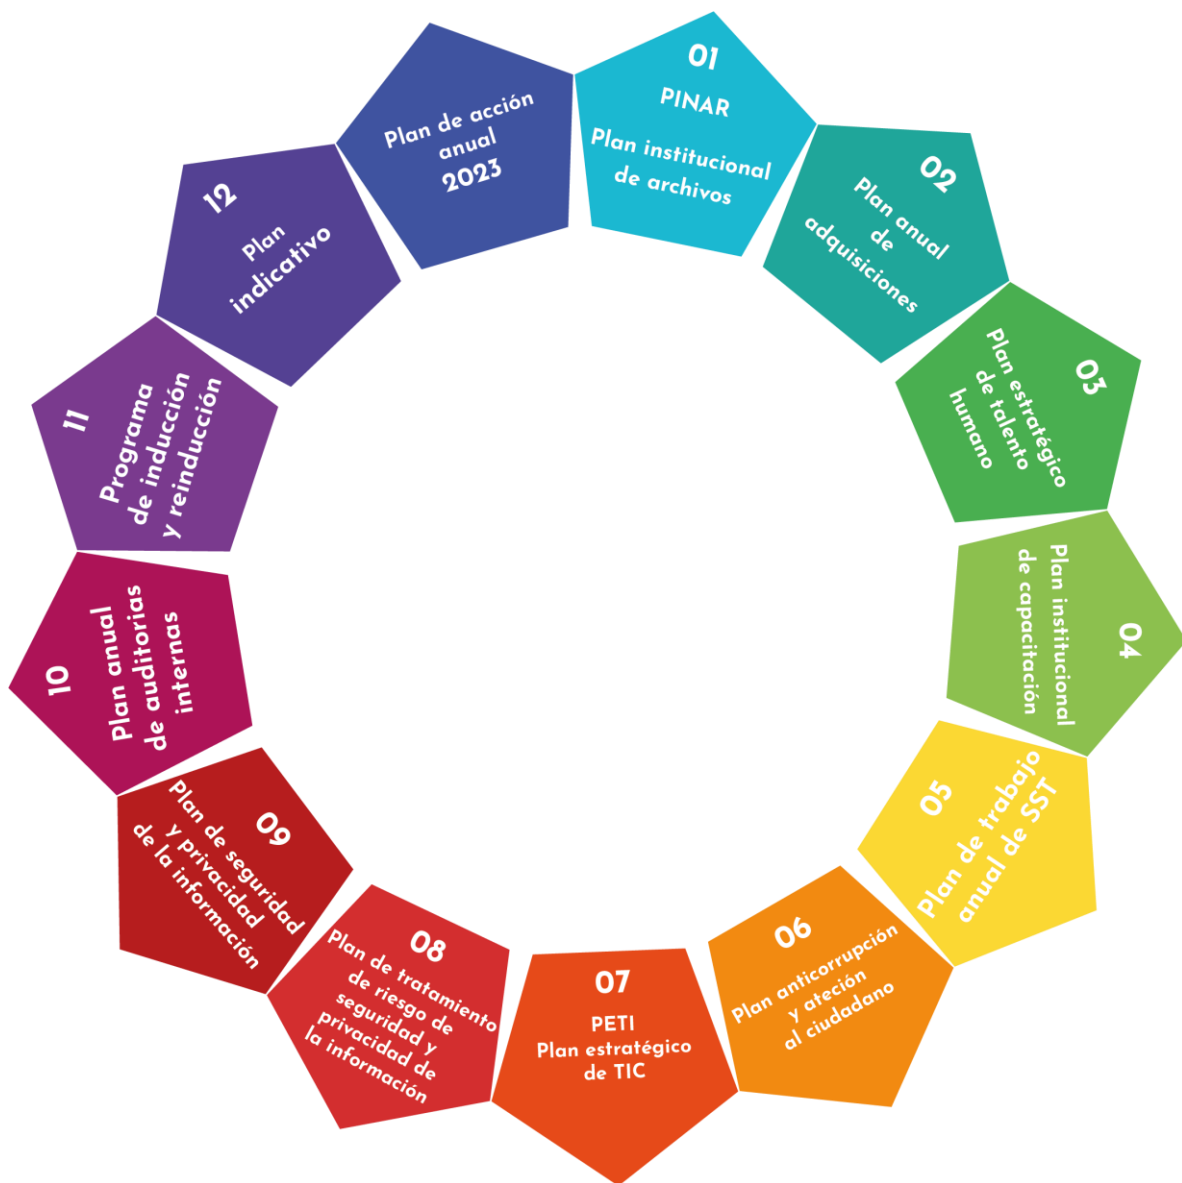 Plan de acción
anual
2023
01
PINAR
Plan institucional
de archivos
02
Plan anual
de
adquisiciones
03
Plan estratégico
de talento
humano
04
Plan institucional
de capacitación
05
Plan de trabajo
anual de SST
06
Plan anticorrupción
y ateción
al ciudadano
07
PETI
Plan estratégico
de TIC
08
Plan de tratamiento
de riesgo de
seguridad y
privacidad de
la información
09
Plan de seguridad
y privacidad
de la información
10
Plan anual
de auditorias
internas
11
Programa
de inducción
y reinducción
12
Plan
indicativo